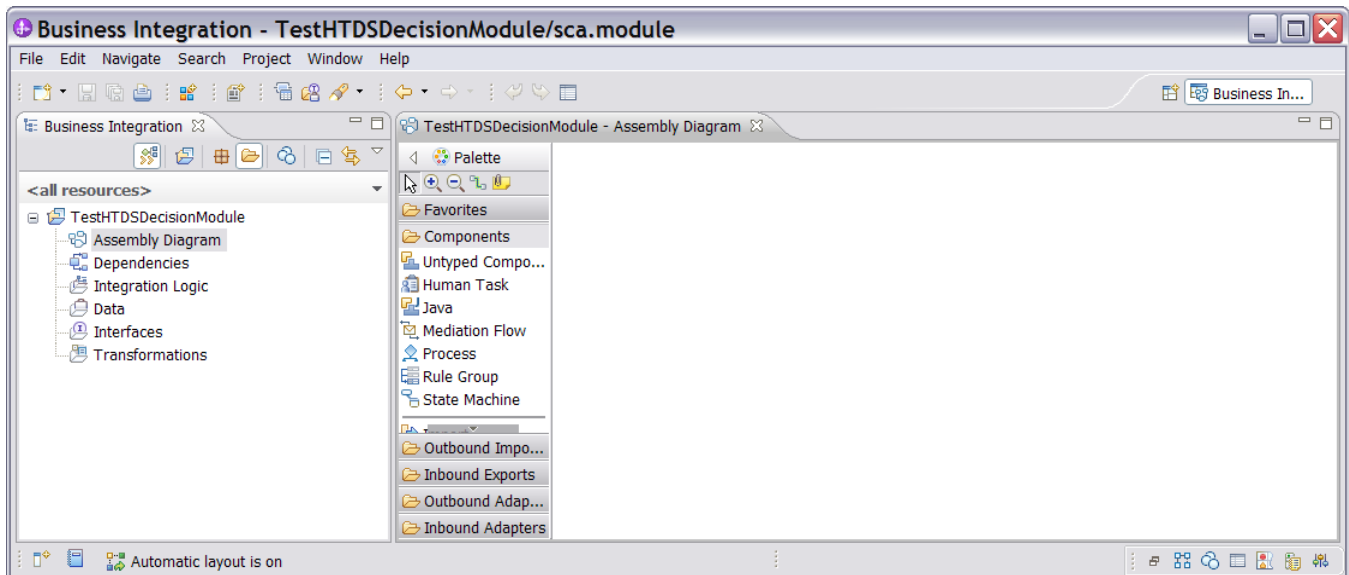 Business Integration - TestHTDSDecisionModule/sca.module
File Edit Navigate Search Project Window Help
Business In...
Business Integration
TestHTDSDecisionModule - Assembly Diagram
<all resources>
TestHTDSDecisionModule
Assembly Diagram
Dependencies
Integration Logic
Data
Interfaces
Transformations
Palette
Favorites
Components
Untyped Compo...
Human Task
Java
Mediation Flow
Process
Rule Group
State Machine
Outbound Impo...
Inbound Exports
Outbound Adap...
Inbound Adapters
Automatic layout is on